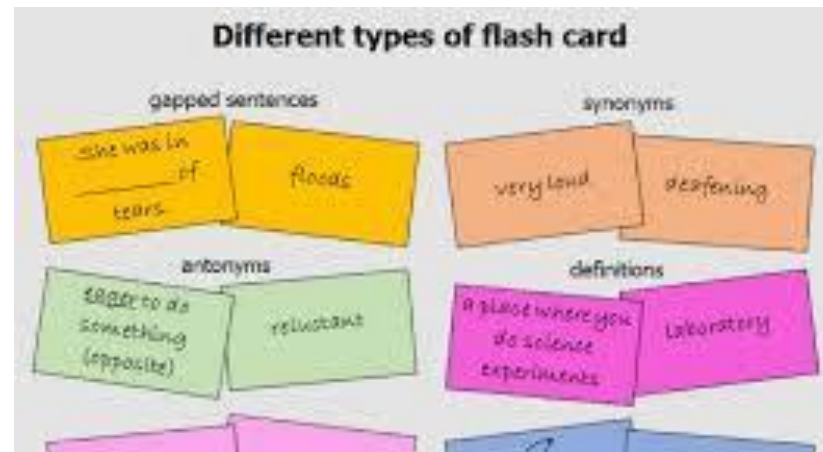 Different types of flash card
gapped sentences
She was in
_______ of
tears
floods
synonyms
very loud
deafening
antonyms
eager to do
something
(opposite)
reluctant
definitions
a place where you
do science
experiments
laboratory